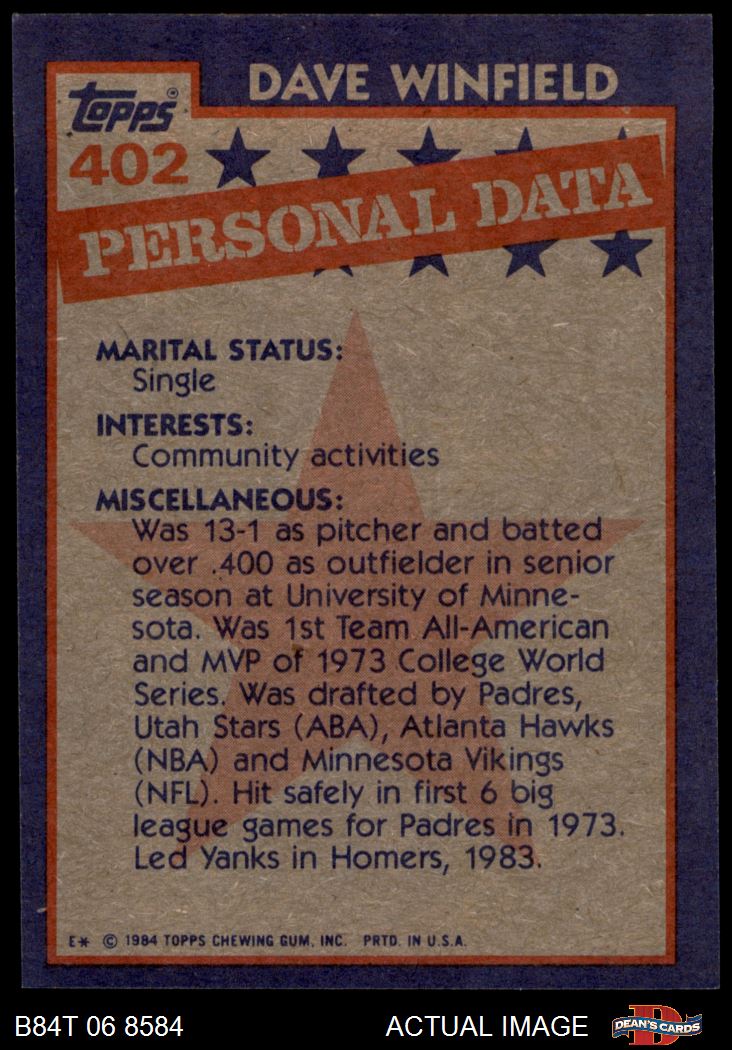 DAVE WINFIELD
Topps®
402
PERSONAL DATA
MARITAL STATUS:
Single
INTERESTS:
Community activities
MISCELLANEOUS:
Was 13-1 as pitcher and batted
over .400 as outfielder in senior
season at University of Minne-
sota. Was 1st Team All-American
and MVP of 1973 College World
Series. Was drafted by Padres,
Utah Stars (ABA), Atlanta Hawks
(NBA) and Minnesota Vikings
(NFL). Hit safely in first 6 big
league games for Padres in 1973.
Led Yanks in Homers, 1983.
E* © 1984 TOPPS CHEWING GUM, INC. PRTD. IN U.S.A.
B84T 06 8584 ACTUAL IMAGE D DEAN'S CARDS